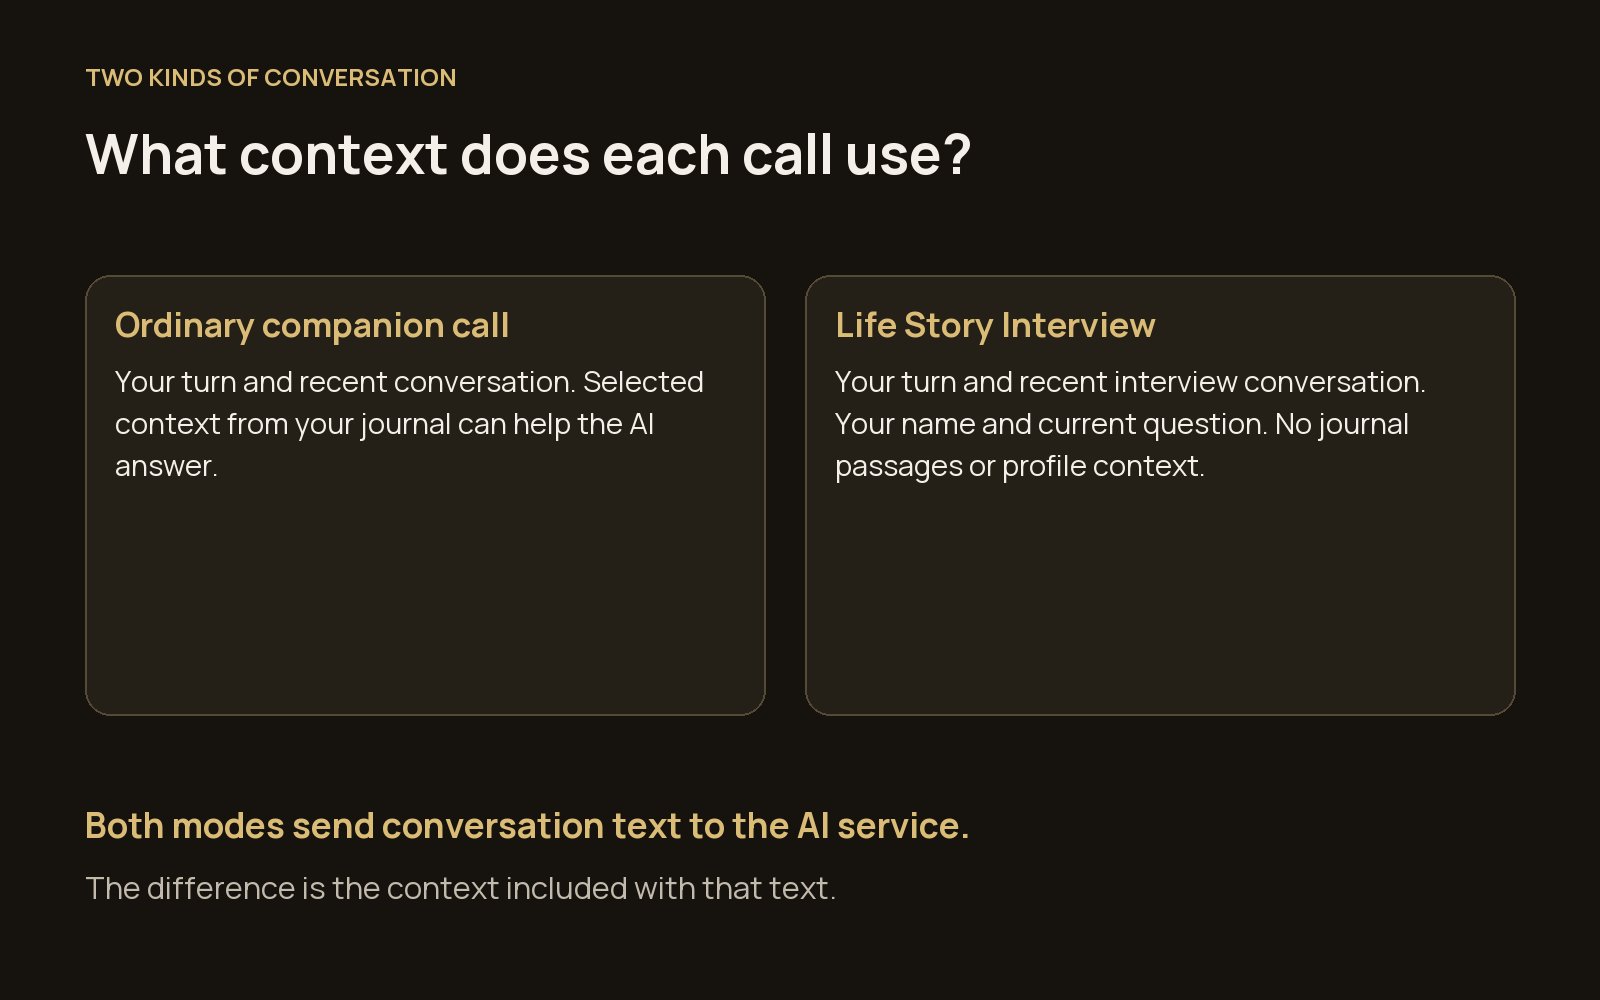 TWO KINDS OF CONVERSATION
What context does each call use?
Ordinary companion call
Your turn and recent conversation. Selected
context from your journal can help the AI
answer.
Life Story Interview
Your turn and recent interview conversation.
Your name and current question. No journal
passages or profile context.
Both modes send conversation text to the AI service.
The difference is the context included with that text.